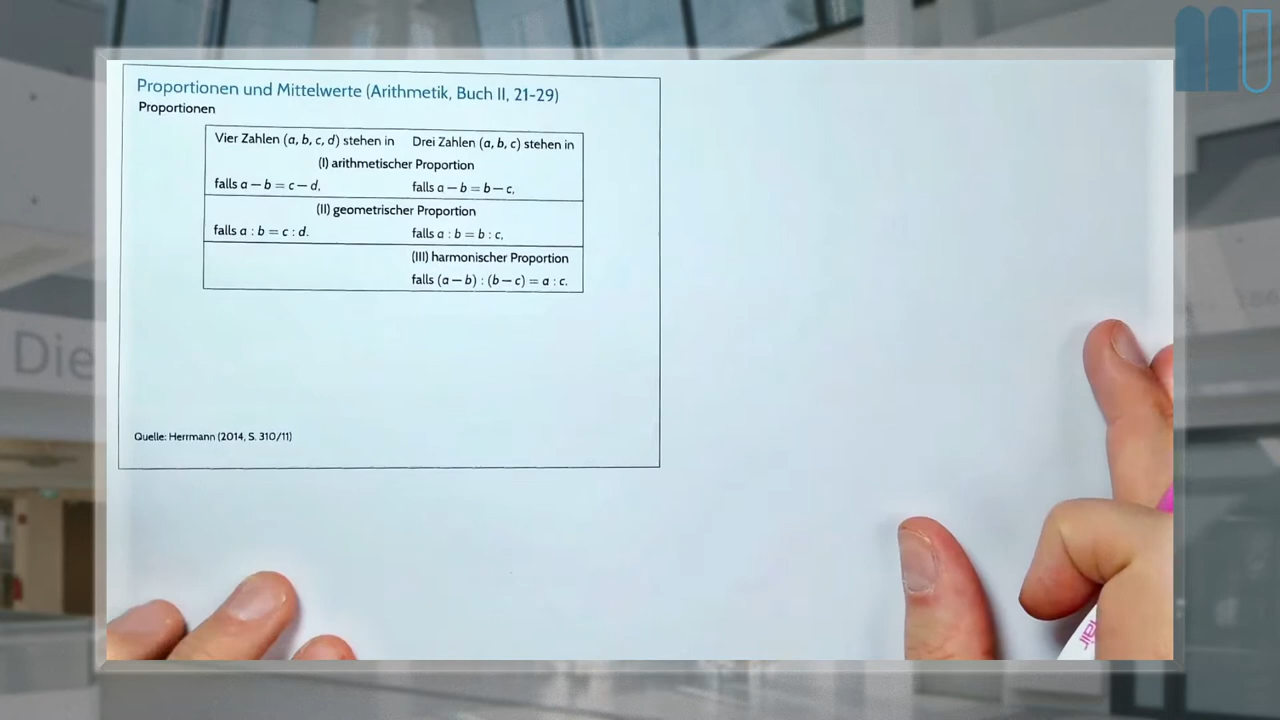 Proportionen und Mittelwerte (Arithmetik, Buch II, 21–29)
Proportionen
Vier Zahlen (a, b, c, d) stehen in Drei Zahlen (a, b, c) stehen in
(I) arithmetischer Proportion
falls a − b = c − d, falls a − b = b − c,
(II) geometrischer Proportion
falls a : b = c : d. falls a : b = b : c,
(III) harmonischer Proportion
falls (a − b) : (b − c) = a : c.
Quelle: Herrmann (2014, S. 310/11)
Die